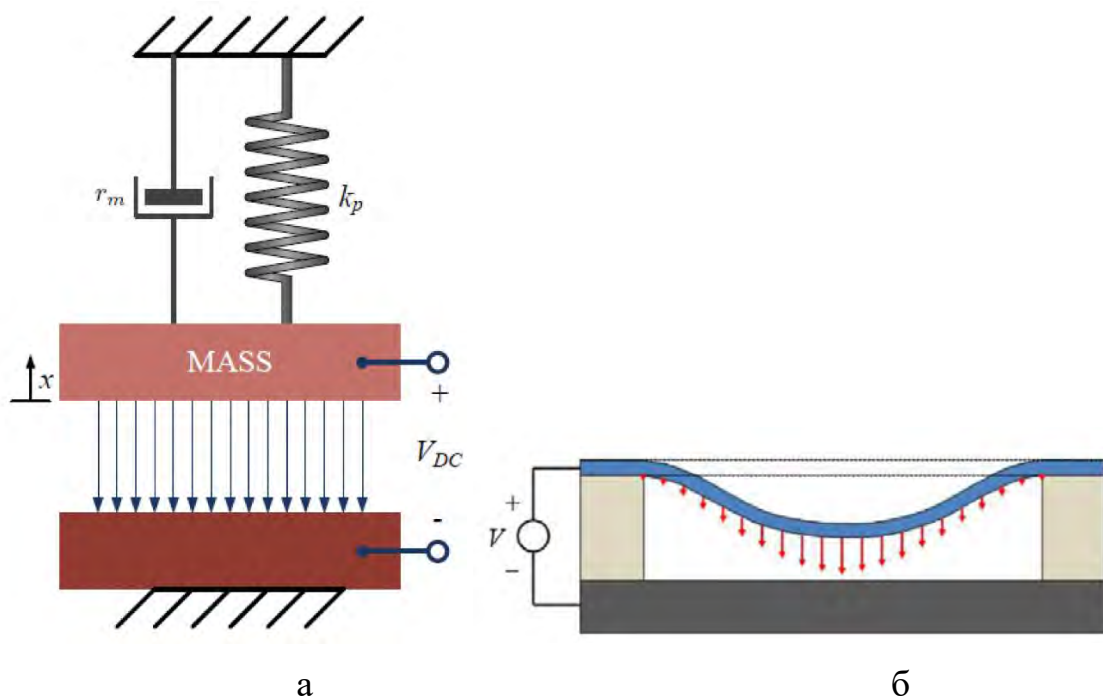 r_m
k_p
MASS
x
+
V_DC
-
+
V
−
а
б